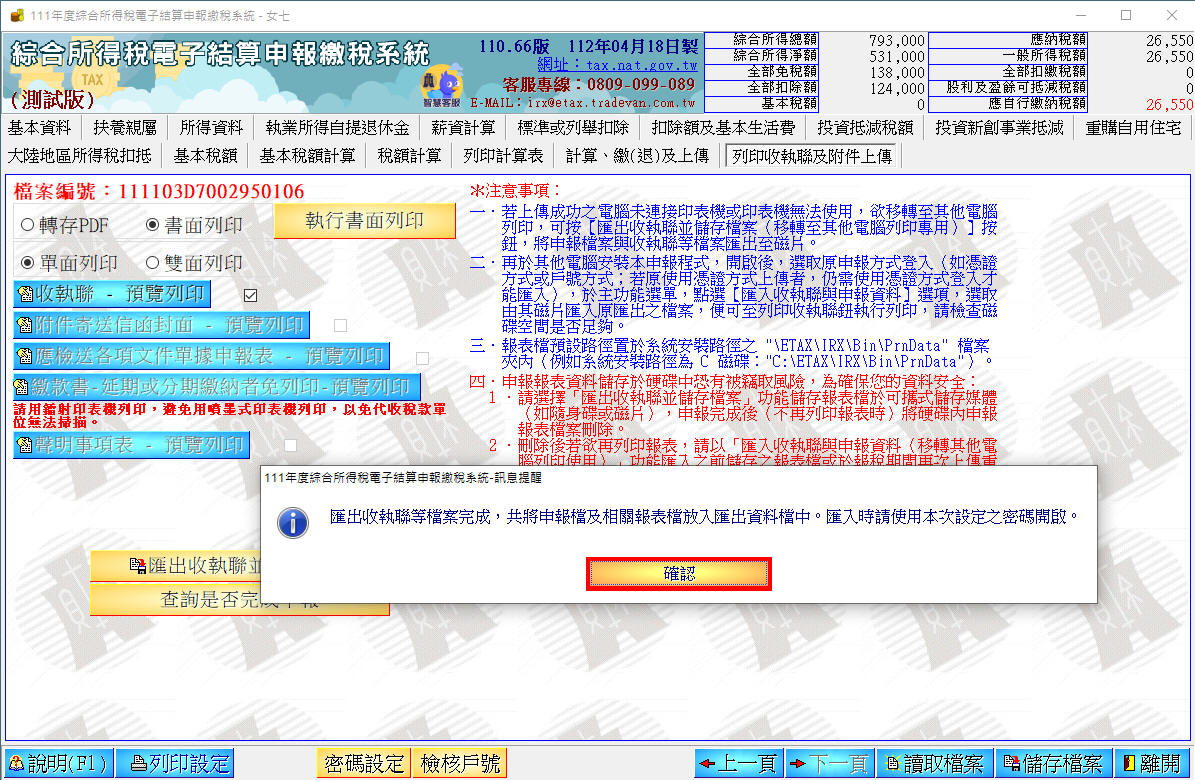 111年度綜合所得稅電子結算申報繳稅系統 - 女七
綜合所得稅電子結算申報繳稅系統
(測試版)
TAX
智慧客服
110.66版 112年04月18日製
網址：tax.nat.gov.tw
客服專線：0809-099-089
E-MAIL：irx@etax.tradevan.com.tw
綜合所得總額 793,000 應納稅額 26,550
綜合所得淨額 531,000 一般所得稅額 26,550
全部免稅額 138,000 全部扣繳稅額 0
全部扣除額 124,000 股利及盈餘可抵減稅額 0
基本稅額 0 應自行繳納稅額 26,550
基本資料 扶養親屬 所得資料 執業所得自提退休金 薪資計算 標準或列舉扣除 扣除額及基本生活費 投資抵減稅額 投資新創事業抵減 重購自用住宅
大陸地區所得稅扣抵 基本稅額 基本稅額計算 稅額計算 列印計算表 計算、繳(退)及上傳 列印收執聯及附件上傳
檔案編號：111103D7002950106
轉存PDF 書面列印 執行書面列印
單面列印 雙面列印
收執聯 - 預覽列印
附件寄送信函封面 - 預覽列印
應檢送各項文件單據申報表 - 預覽列印
繳款書-延期或分期繳納者免列印-預覽列印
請用鐳射印表機列印，避免用噴墨式印表機列印，以免代收稅款單
位無法掃描。
聲明事項表 - 預覽列印
匯出收執聯並
查詢是否完成申報
＊注意事項：
一．若上傳成功之電腦未連接印表機或印表機無法使用，欲移轉至其他電腦
列印，可按［匯出收執聯並儲存檔案（移轉至其他電腦列印專用）］按
鈕，將申報檔案與收執聯等檔案匯出至磁片。
二．再於其他電腦安裝本申報程式，開啟後，選取原申報方式登入（如憑證
方式或戶號方式；若原使用憑證方式上傳者，仍需使用憑證方式登入才
能匯入），於主功能選單，點選［匯入收執聯與申報資料］選項，選取
由其磁片匯入原匯出之檔案，便可至列印收執聯鈕執行列印，請檢查磁
碟空間是否足夠。
三．報表檔預設路徑置於系統安裝路徑之 "\ETAX\IRX\Bin\PrnData" 檔案
夾內（例如系統安裝路徑為 C 磁碟："C:\ETAX\IRX\Bin\PrnData"）。
四．申報報表資料儲存於硬碟中恐有被竊取風險，為確保您的資料安全：
1．請選擇「匯出收執聯並儲存檔案」功能儲存報表檔於可攜式儲存媒體
（如隨身碟或磁片），申報完成後（不再列印報表時）將硬碟內申報
報表檔案刪除。
2．刪除後若欲再列印報表，請以「匯入收執聯與申報資料（移轉其他電
腦列印使用）」功能匯入之前儲存之報表檔或於報稅期間再次上傳重
111年度綜合所得稅電子結算申報繳稅系統-訊息提醒
匯出收執聯等檔案完成，共將申報檔及相關報表檔放入匯出資料檔中。匯入時請使用本次設定之密碼開啟。
確認
說明(F1) 列印設定 密碼設定 檢核戶號 上一頁 下一頁 讀取檔案 儲存檔案 離開